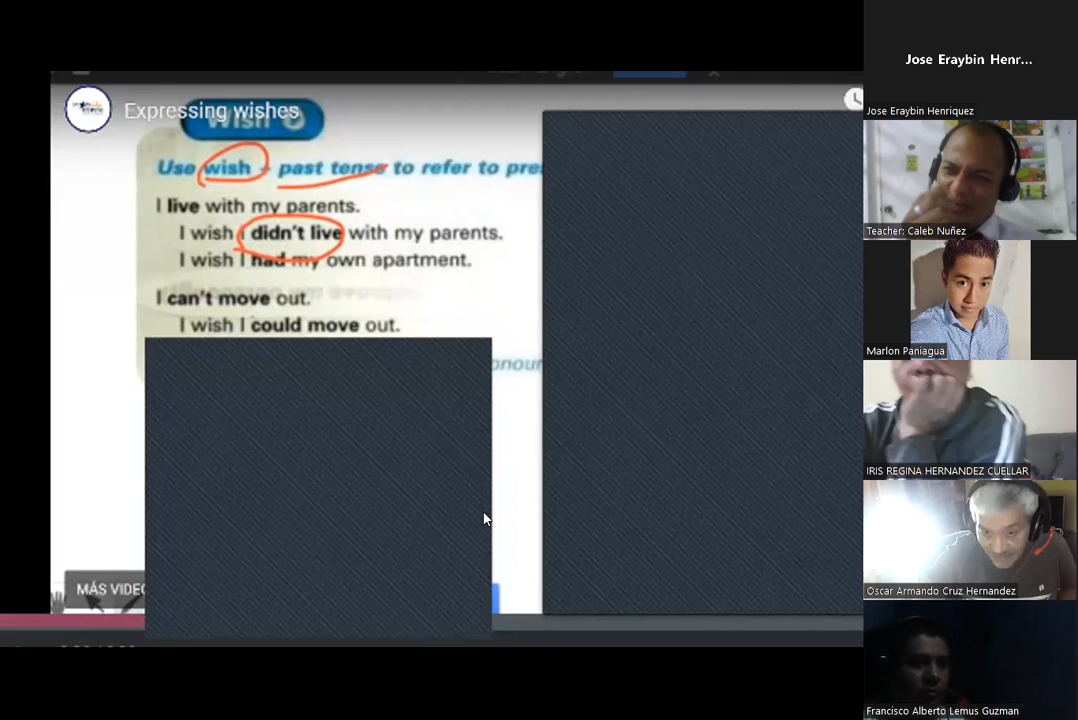 Expressing wishes
Wish
Use wish + past tense to refer to pre
I live with my parents.
I wish I didn't live with my parents.
I wish I had my own apartment.
I can't move out.
I wish I could move out.
onoun
MÁS VIDEO
Jose Eraybin Henr...
Jose Eraybin Henriquez
Teacher: Caleb Nuñez
Marlon Paniagua
IRIS REGINA HERNANDEZ CUELLAR
Oscar Armando Cruz Hernandez
Francisco Alberto Lemus Guzman